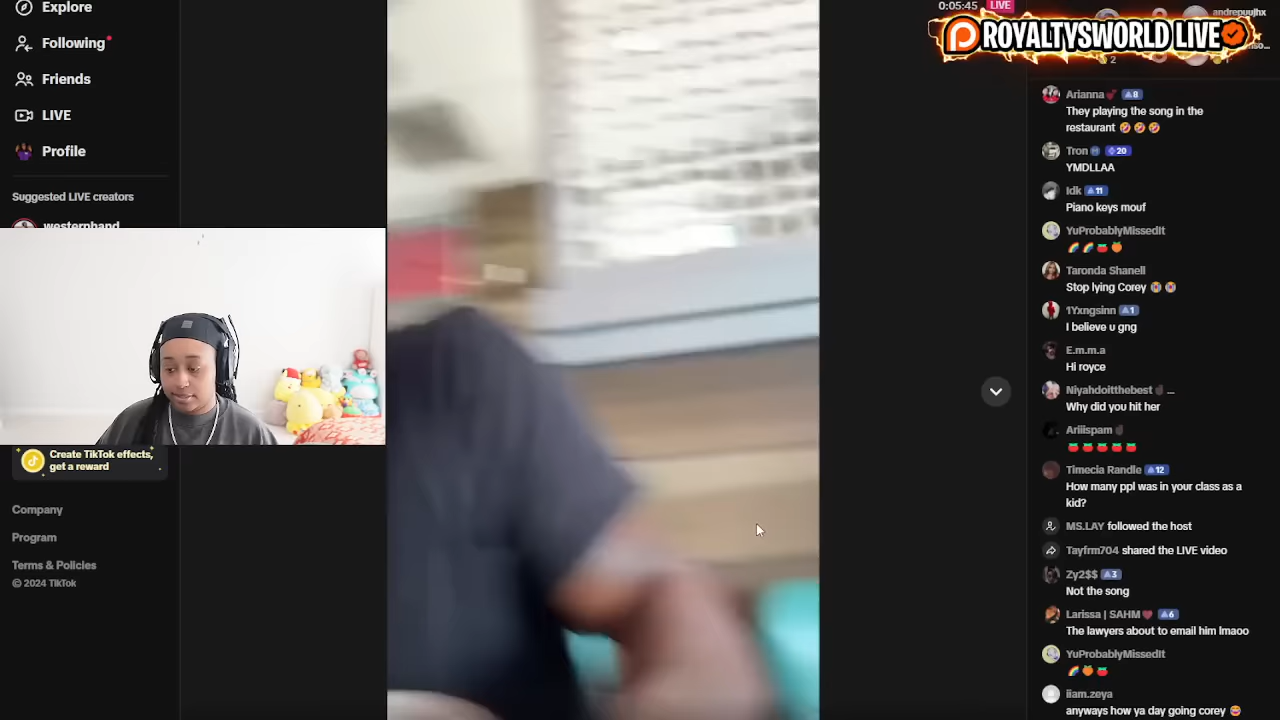 Explore
Following
Friends
LIVE
Profile
Suggested LIVE creators
Create TikTok effects,
get a reward
Company
Program
Terms & Policies
© 2024 TikTok
0:05:45 LIVE
andrepuujhx
ROYALTYSWORLD LIVE
2
Arianna 8
They playing the song in the
restaurant 🤣 🤣 🤣
Tron 20
YMDLLAA
Idk 11
Piano keys mouf
YuProbablyMissedIt
🌈 🌈 🍅 🍊
Taronda Shanell
Stop lying Corey
1Yxngsinn 1
I believe u gng
E.m.m.a
Hi royce
Niyahdoitthebest ...
Why did you hit her
Ariiispam
🍅 🍅 🍅 🍅 🍅
Timecia Randle 12
How many ppl was in your class as a
kid?
MS.LAY followed the host
Tayfrm704 shared the LIVE video
Zy2$$ 3
Not the song
Larissa | SAHM 6
The lawyers about to email him lmaoo
YuProbablyMissedIt
🌈 🍊 🍅
iiam.zeya
anyways how ya day going corey 😄